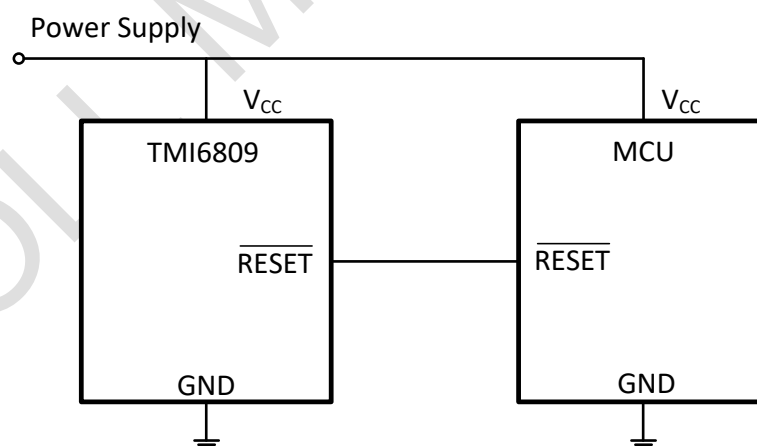 Power Supply
VCC
VCC
TMI6809
MCU
RESET
RESET
GND
GND